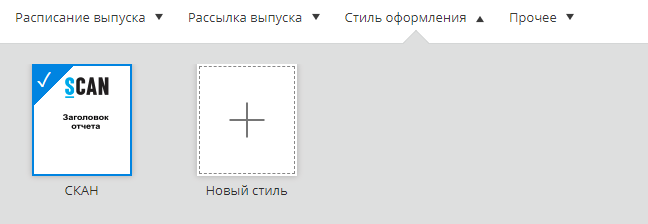 Расписание выпуска Рассылка выпуска Стиль оформления Прочее
SCAN
Заголовок
отчета
СКАН Новый стиль